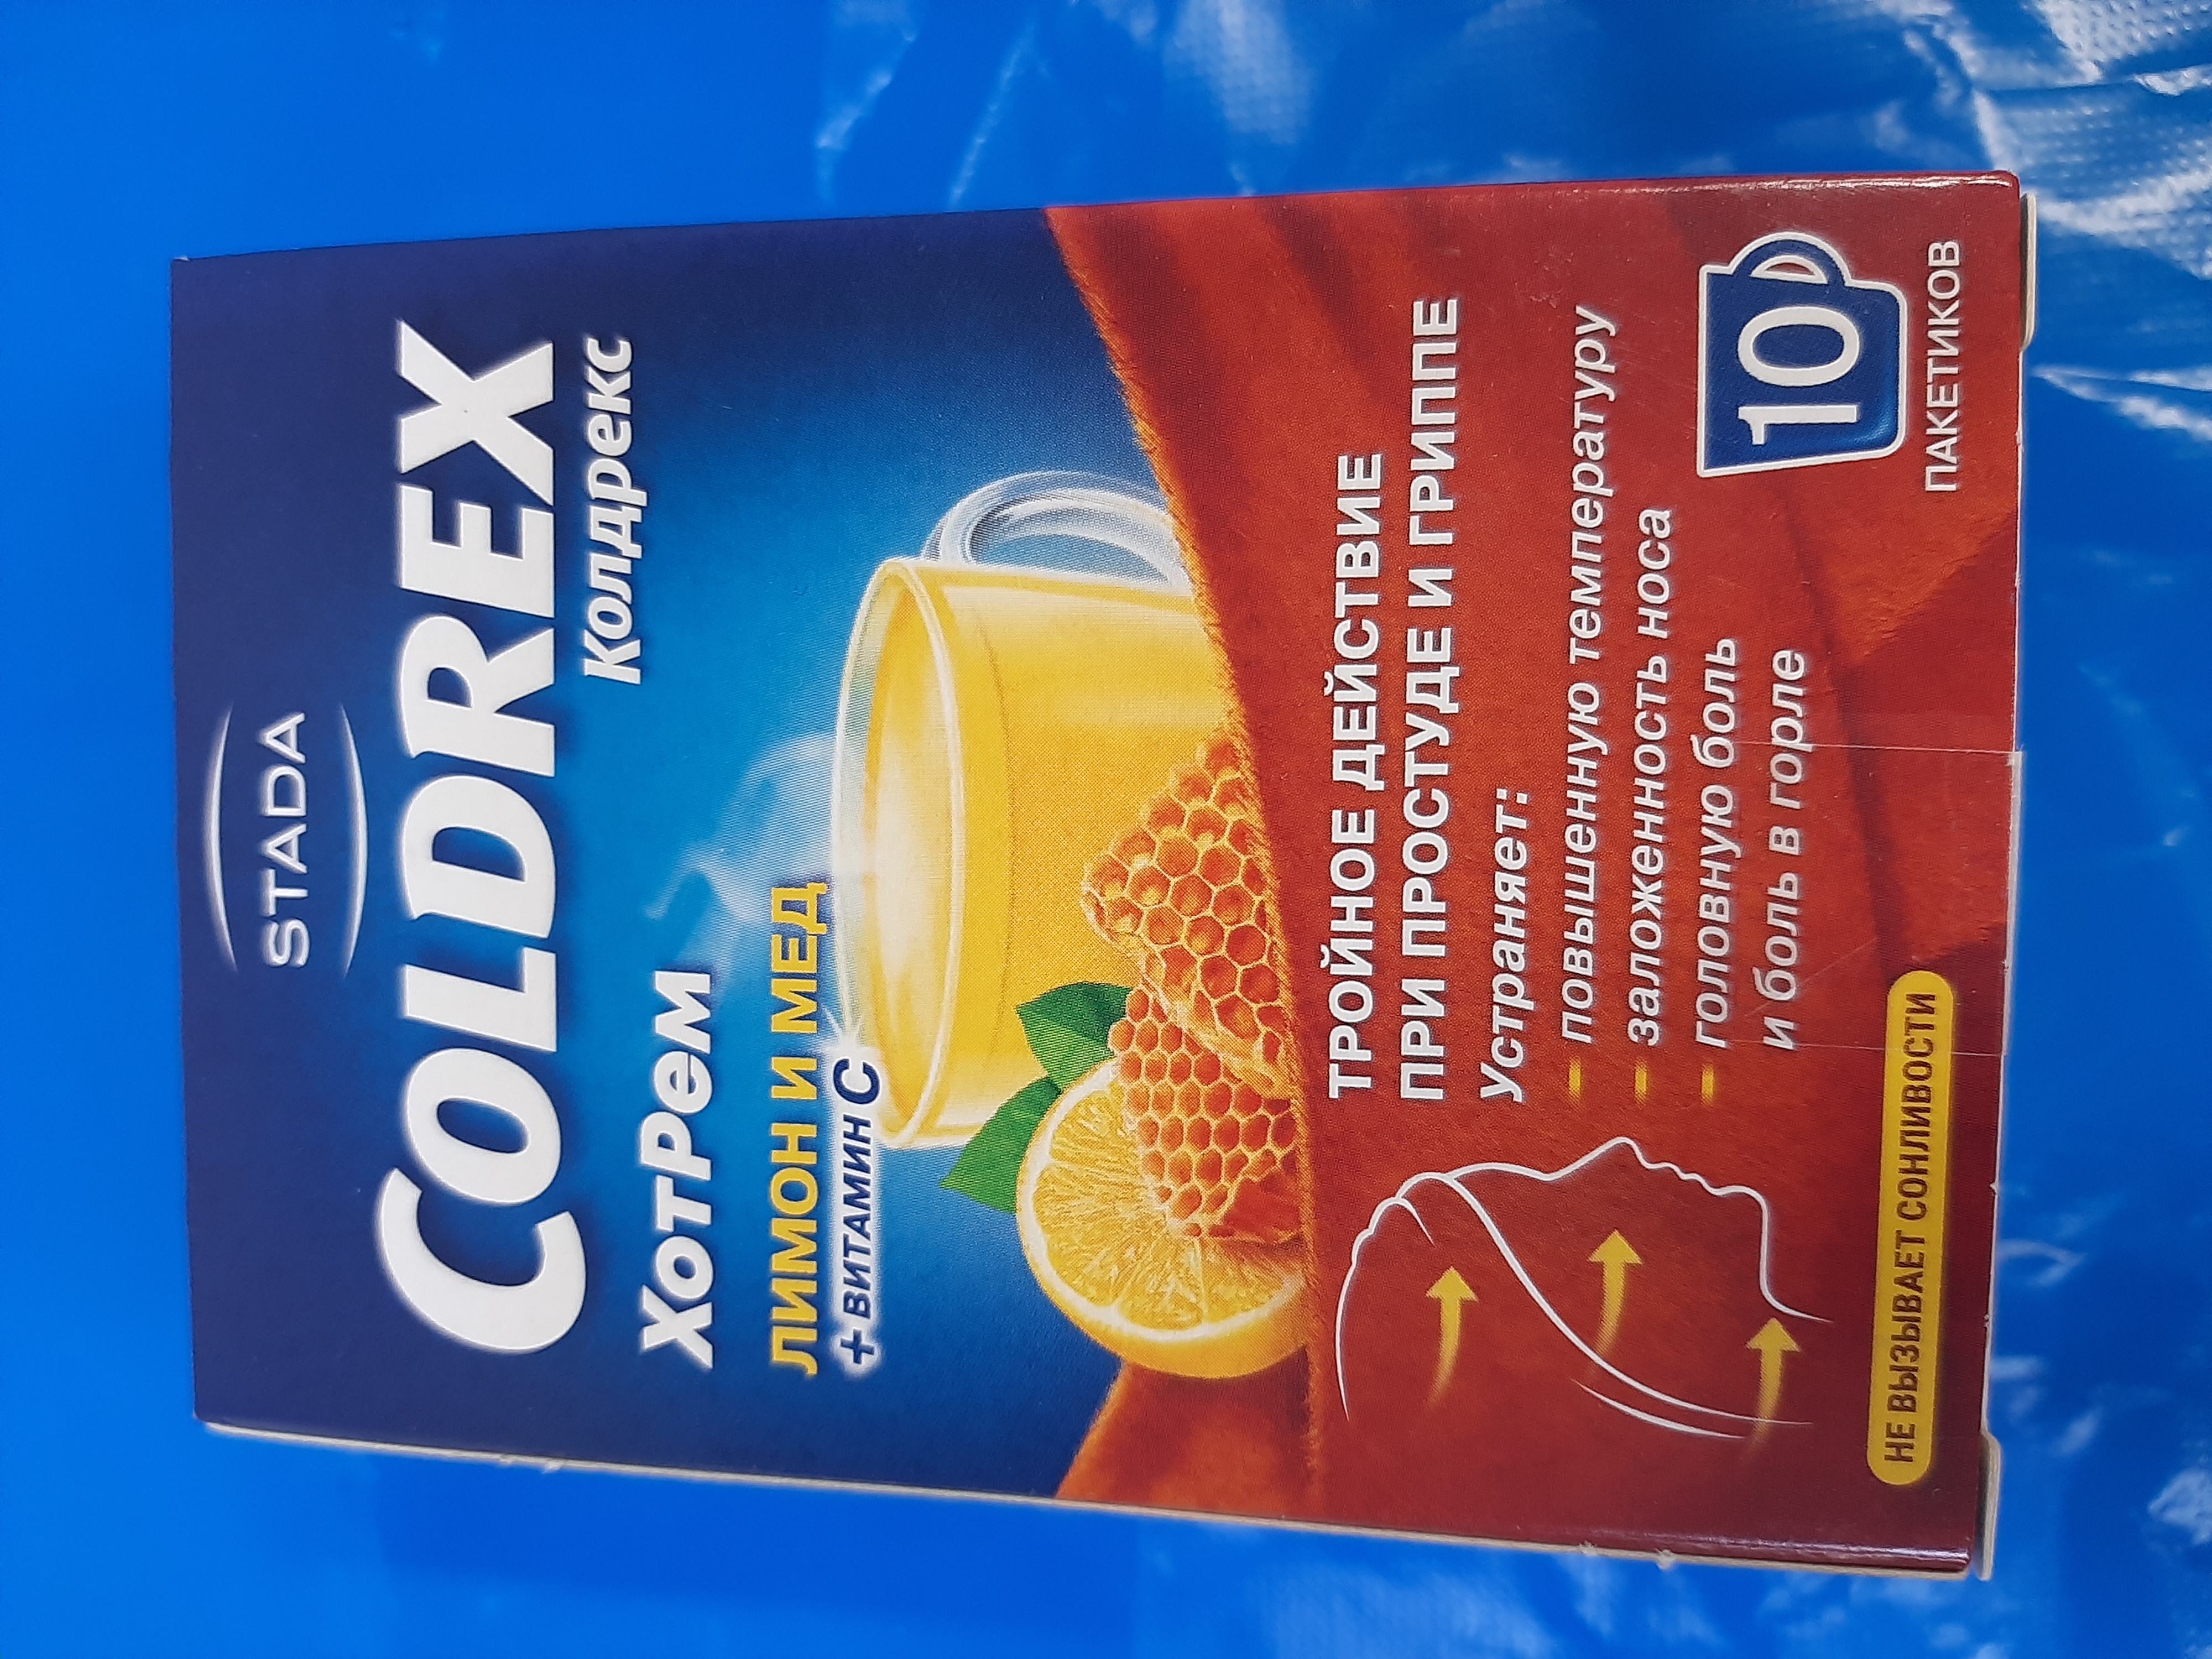 STADA
COLDREX
Колдрекс
ХотРем
ЛИМОН И МЕД
+ВИТАМИН С
ТРОЙНОЕ ДЕЙСТВИЕ
ПРИ ПРОСТУДЕ И ГРИППЕ
Устраняет:
- повышенную температуру
- заложенность носа
- головную боль
и боль в горле
НЕ ВЫЗЫВАЕТ СОНЛИВОСТИ
10
ПАКЕТИКОВ